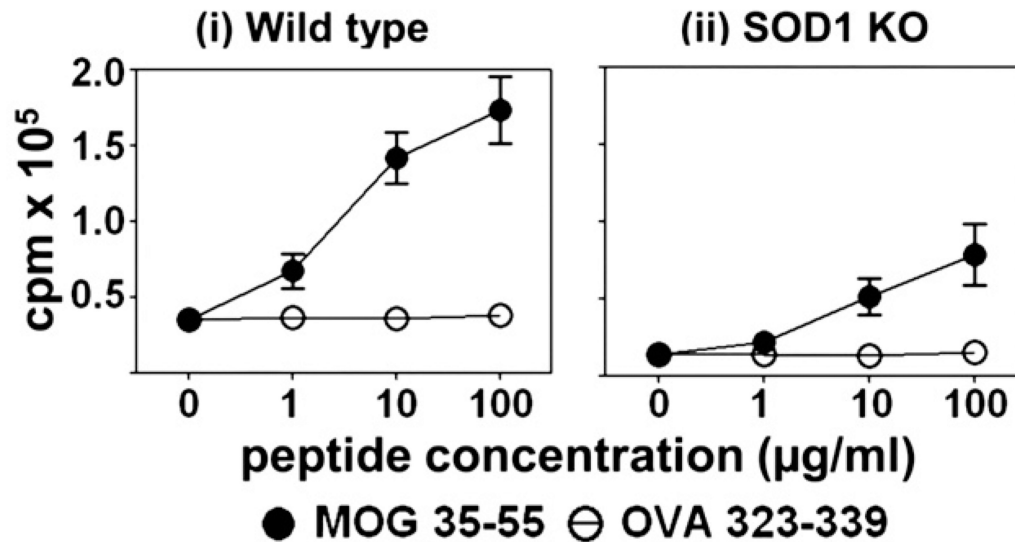 (i) Wild type (ii) SOD1 KO
cpm x 10⁵
2.0
1.5
1.0
0.5
0 1 10 100 0 1 10 100
peptide concentration (µg/ml)
MOG 35-55 OVA 323-339